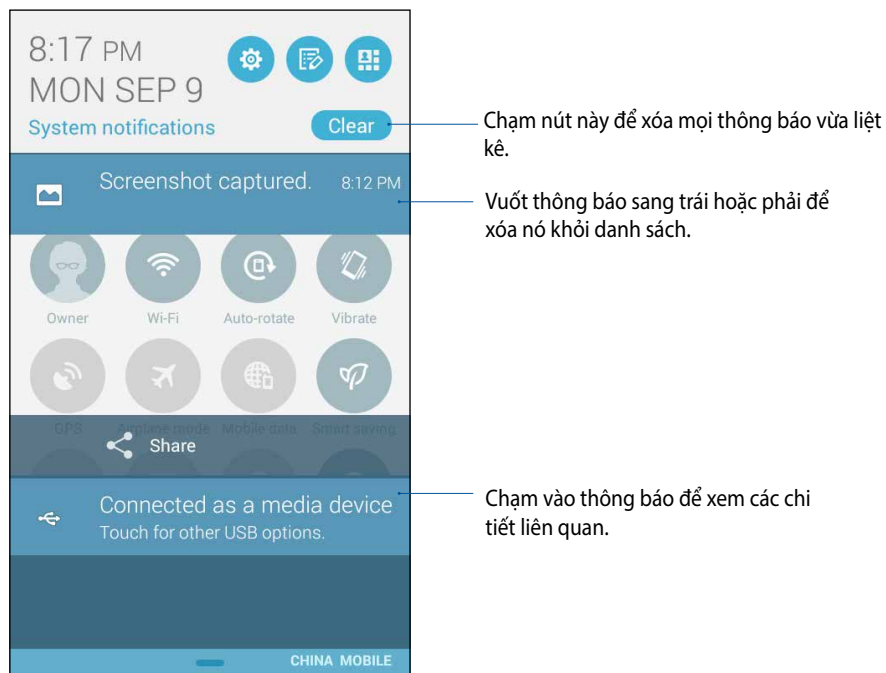 8:17 PM
MON SEP 9
System notifications
Clear
Chạm nút này để xóa mọi thông báo vừa liệt
kê.
Screenshot captured. 8:12 PM
Vuốt thông báo sang trái hoặc phải để
xóa nó khỏi danh sách.
Owner Wi-Fi Auto-rotate Vibrate
GPS Airplane mode Mobile data Smart saving
Share
Connected as a media device
Touch for other USB options.
Chạm vào thông báo để xem các chi
tiết liên quan.
CHINA MOBILE